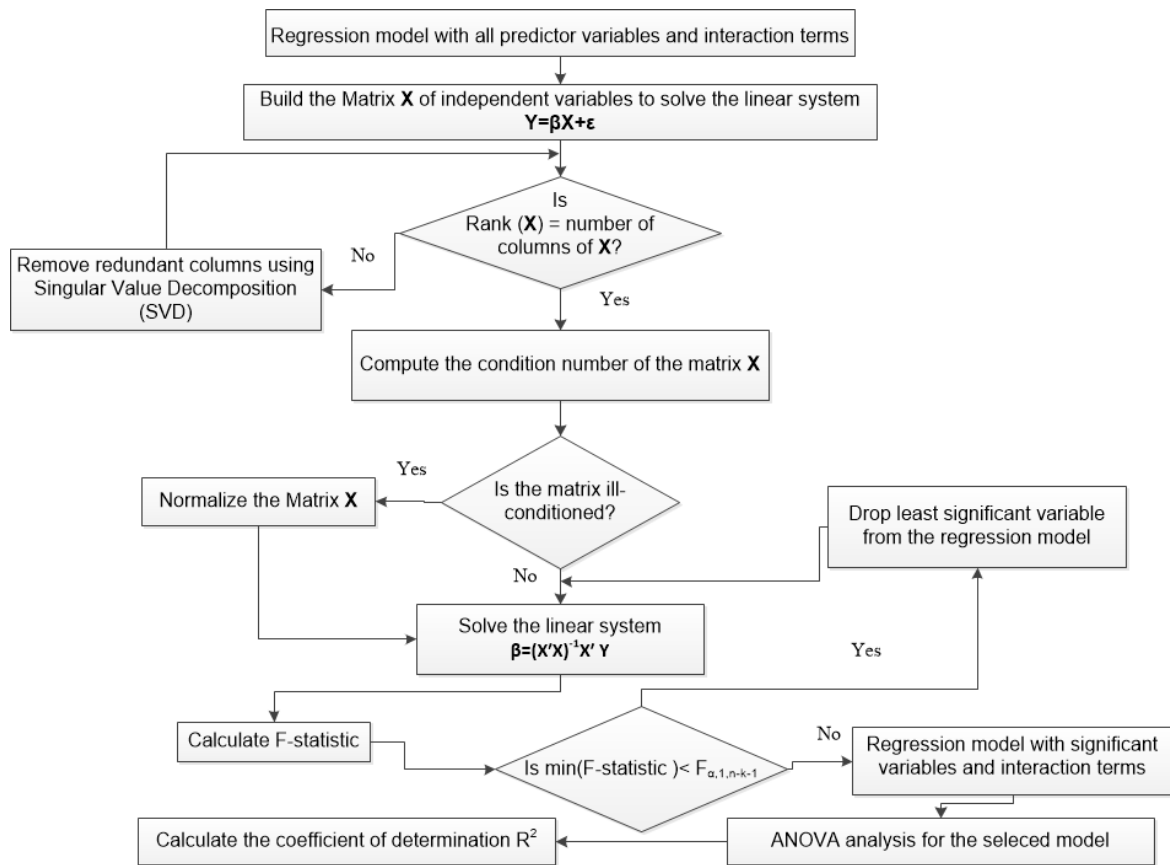 Regression model with all predictor variables and interaction terms
Build the Matrix X of independent variables to solve the linear system
Y=βX+ε
Is
Rank (X) = number of
columns of X?
No
Remove redundant columns using
Singular Value Decomposition
(SVD)
Yes
Compute the condition number of the matrix X
Yes
Is the matrix ill-
conditioned?
Normalize the Matrix X
Drop least significant variable
from the regression model
No
Solve the linear system
β=(X'X)⁻¹X' Y
Yes
Calculate F-statistic
Is min(F-statistic )< Fα,1,n-k-1
No
Regression model with significant
variables and interaction terms
Calculate the coefficient of determination R²
ANOVA analysis for the seleced model